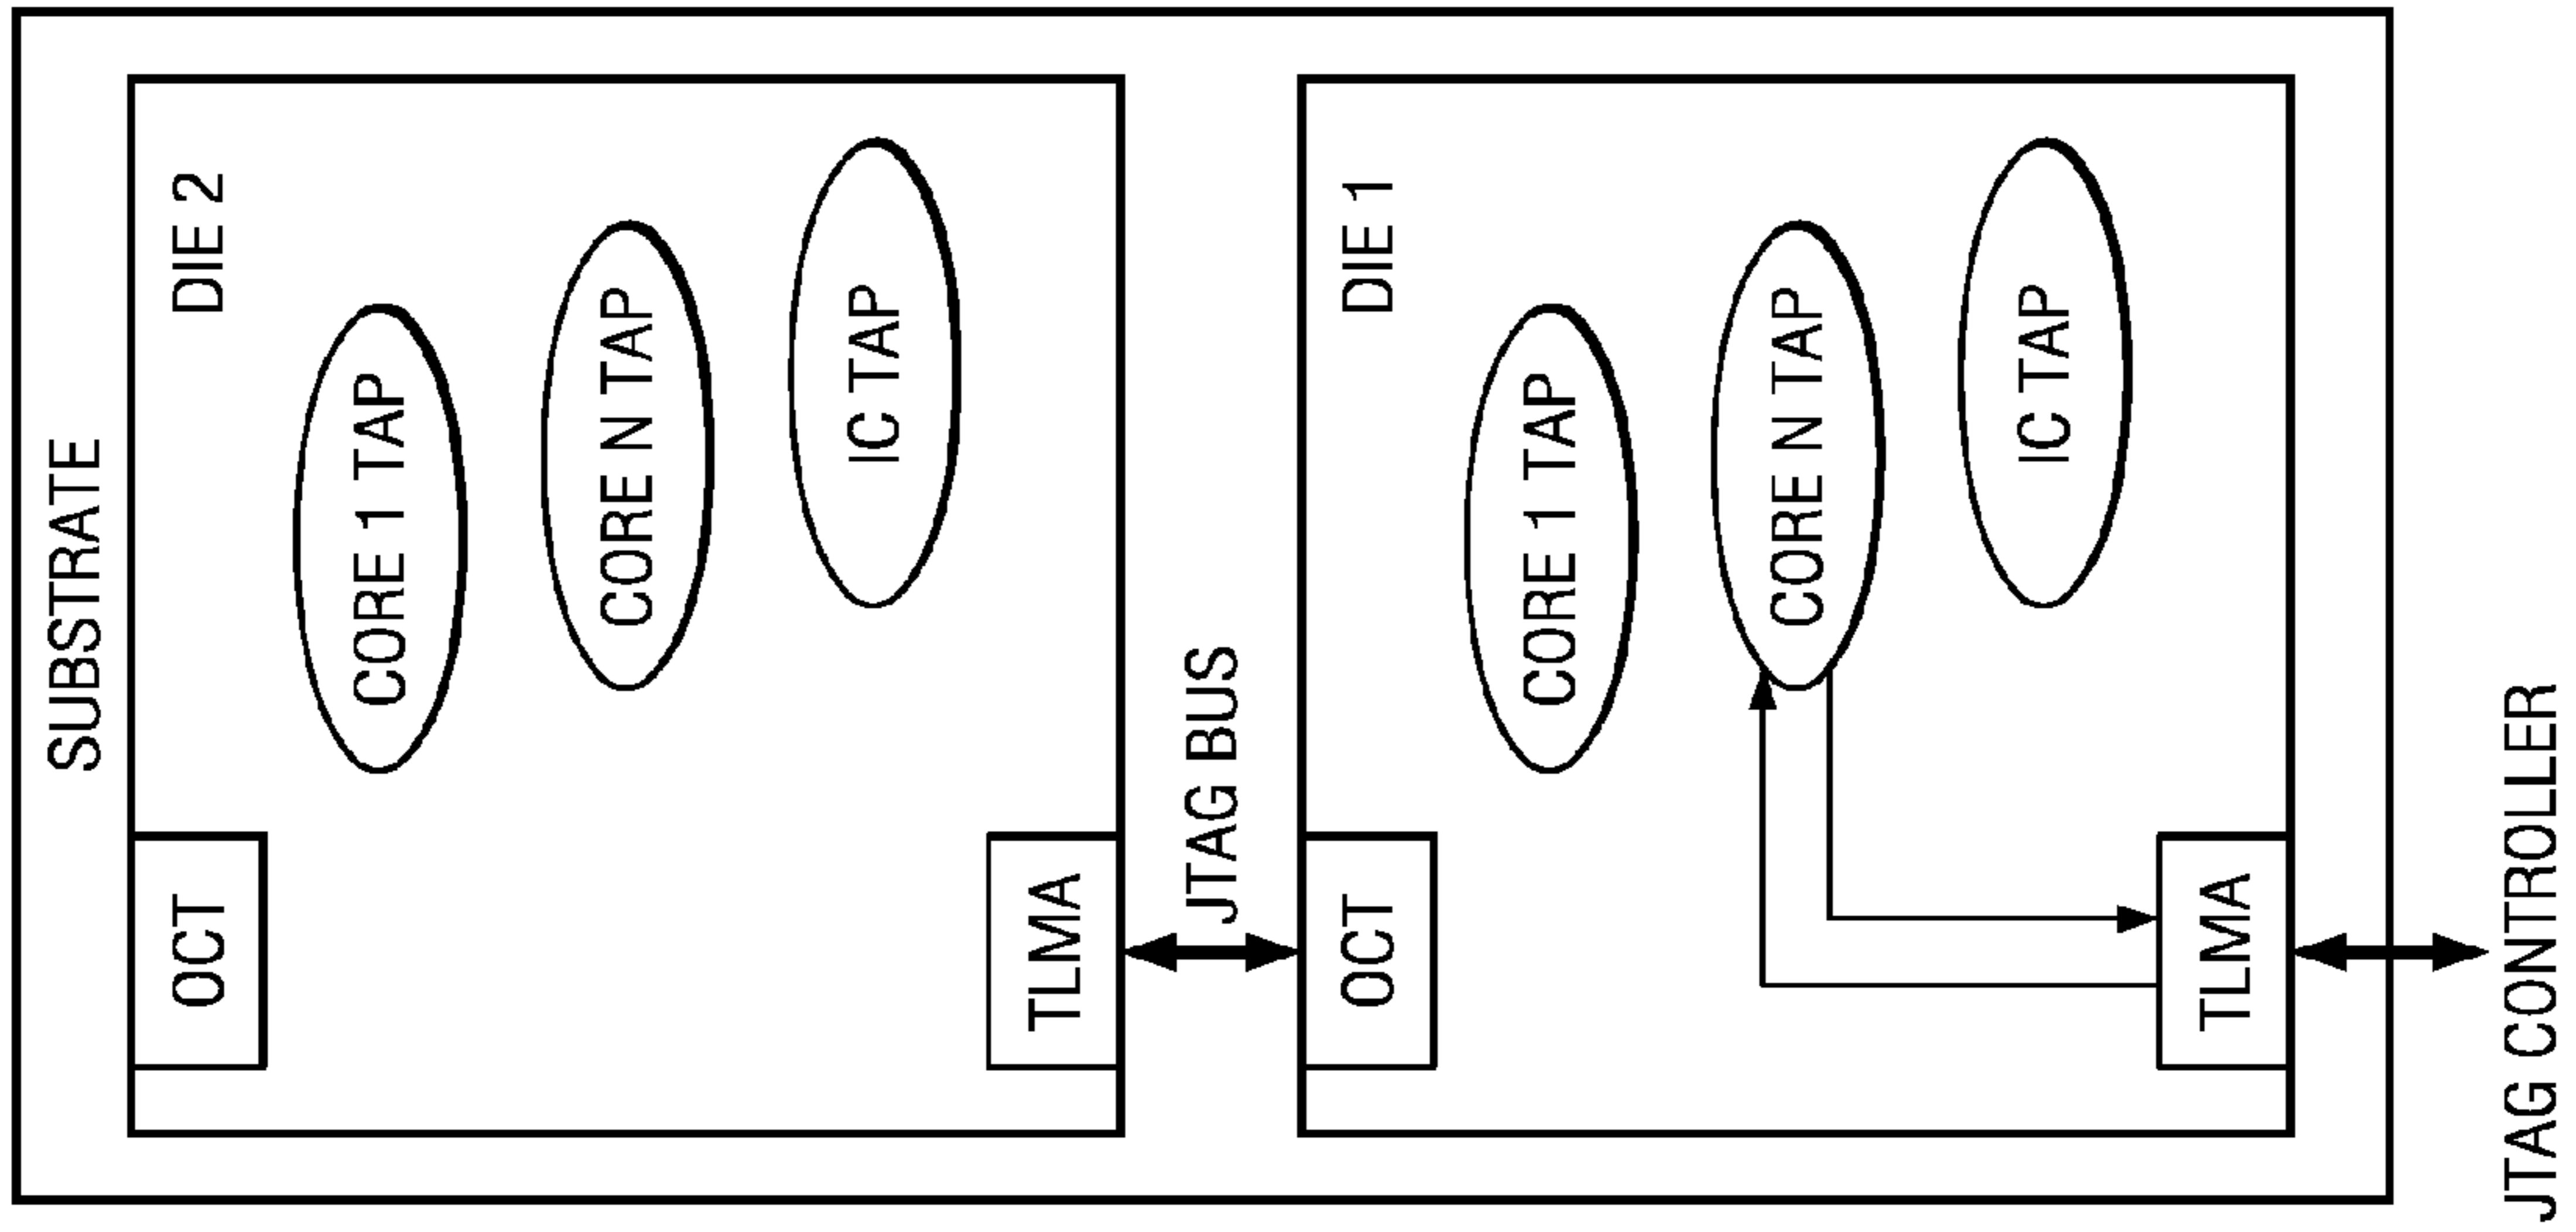 SUBSTRATE
DIE 2
OCT
CORE 1 TAP
CORE N TAP
IC TAP
TLMA
JTAG BUS
DIE 1
OCT
CORE 1 TAP
CORE N TAP
IC TAP
TLMA
JTAG CONTROLLER